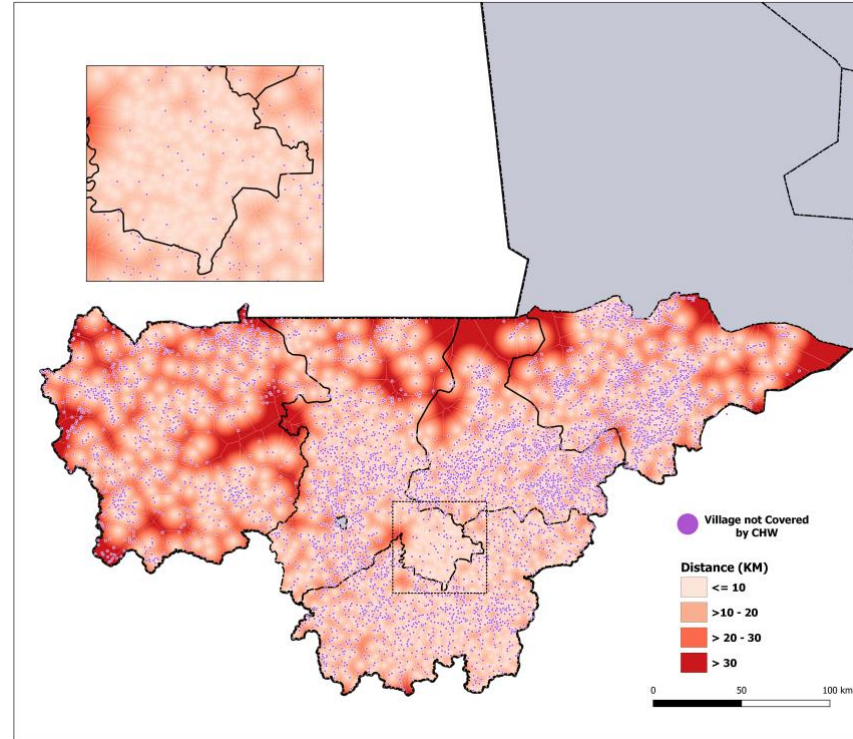 Village not Covered
by CHW
Distance (KM)
<= 10
>10 - 20
> 20 - 30
> 30
0 50 100 km